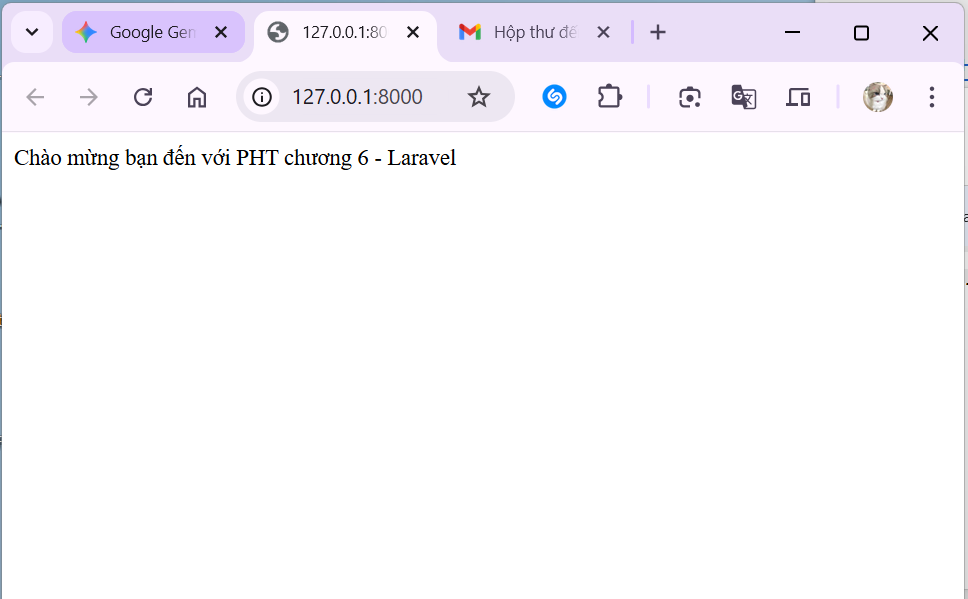 Google Gen
127.0.0.1:80
Hộp thư đế
127.0.0.1:8000
Chào mừng bạn đến với PHT chương 6 - Laravel